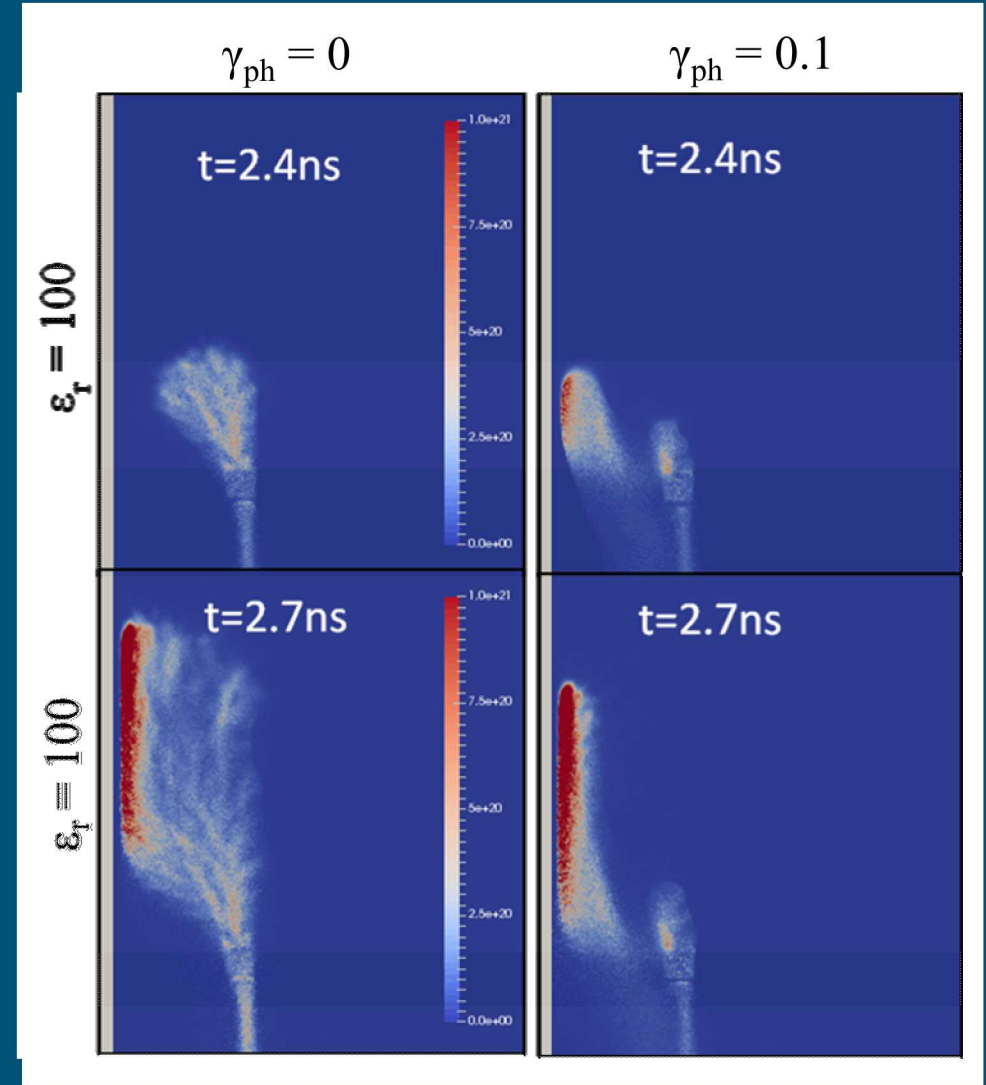 γph = 0
γph = 0.1
εr = 100
t=2.4ns
1.0e+21
7.5e+20
5e+20
2.5e+20
0.0e+00
t=2.4ns
εr = 100
t=2.7ns
1.0e+21
7.5e+20
5e+20
2.5e+20
0.0e+00
t=2.7ns